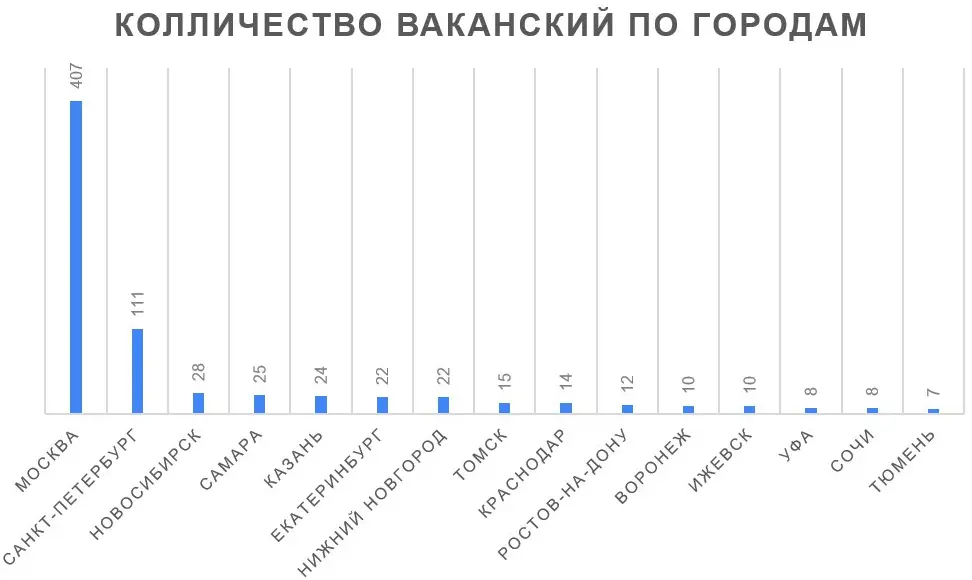 КОЛЛИЧЕСТВО ВАКАНСКИЙ ПО ГОРОДАМ
407
111
28
25
24
22
22
15
14
12
10
10
8
8
7
МОСКВА
САНКТ-ПЕТЕРБУРГ
НОВОСИБИРСК
САМАРА
КАЗАНЬ
ЕКАТЕРИНБУРГ
НИЖНИЙ НОВГОРОД
ТОМСК
КРАСНОДАР
РОСТОВ-НА-ДОНУ
ВОРОНЕЖ
ИЖЕВСК
УФА
СОЧИ
ТЮМЕНЬ